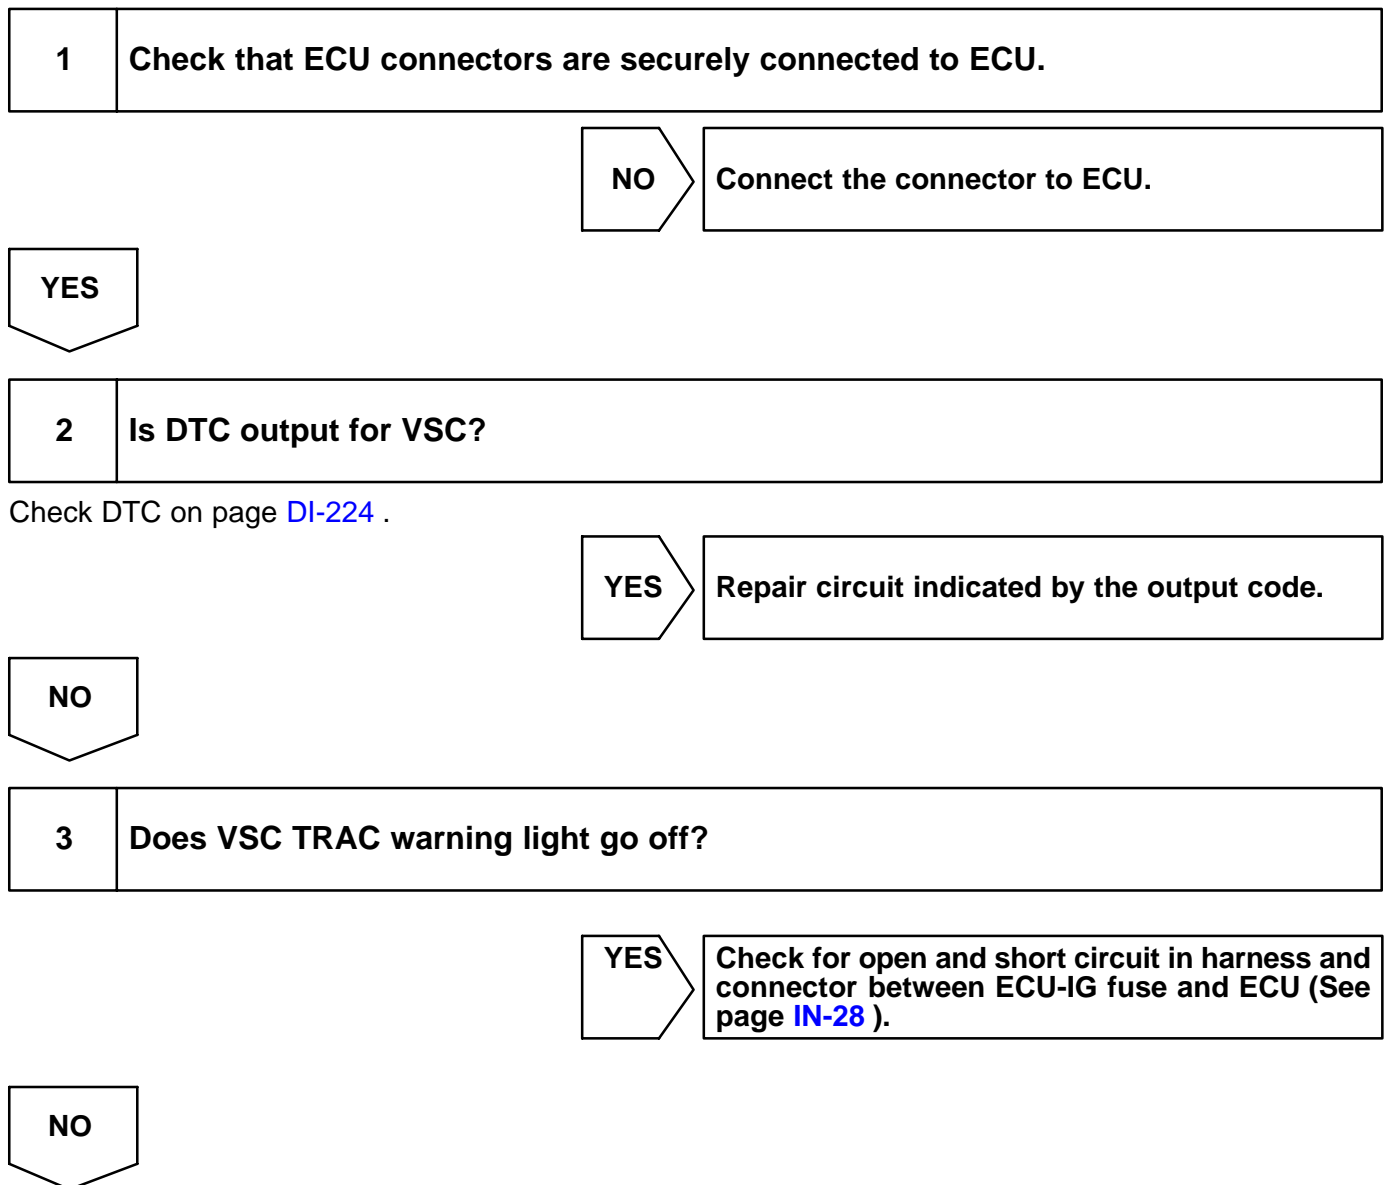 1 Check that ECU connectors are securely connected to ECU.
NO Connect the connector to ECU.
YES
2 Is DTC output for VSC?
Check DTC on page DI-224 .
YES Repair circuit indicated by the output code.
NO
3 Does VSC TRAC warning light go off?
YES Check for open and short circuit in harness and
connector between ECU-IG fuse and ECU (See
page IN-28 ).
NO